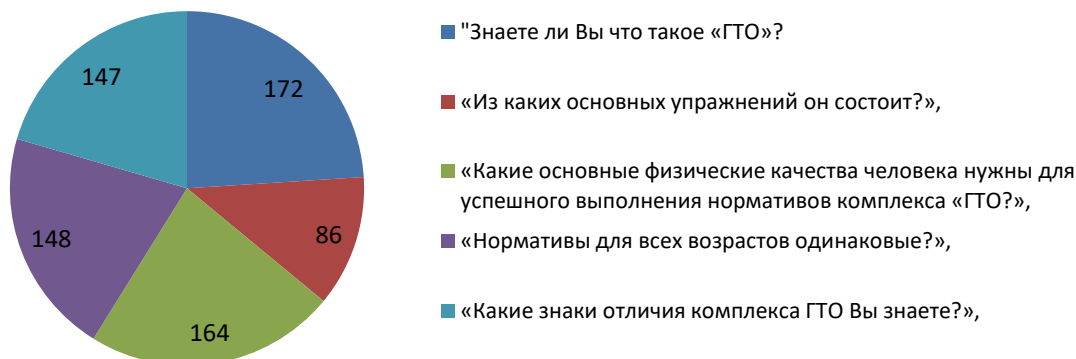 147
172
86
148
164
"Знаете ли Вы что такое «ГТО»?
«Из каких основных упражнений он состоит?»,
«Какие основные физические качества человека нужны для
успешного выполнения нормативов комплекса «ГТО?»,
«Нормативы для всех возрастов одинаковые?»,
«Какие знаки отличия комплекса ГТО Вы знаете?»,